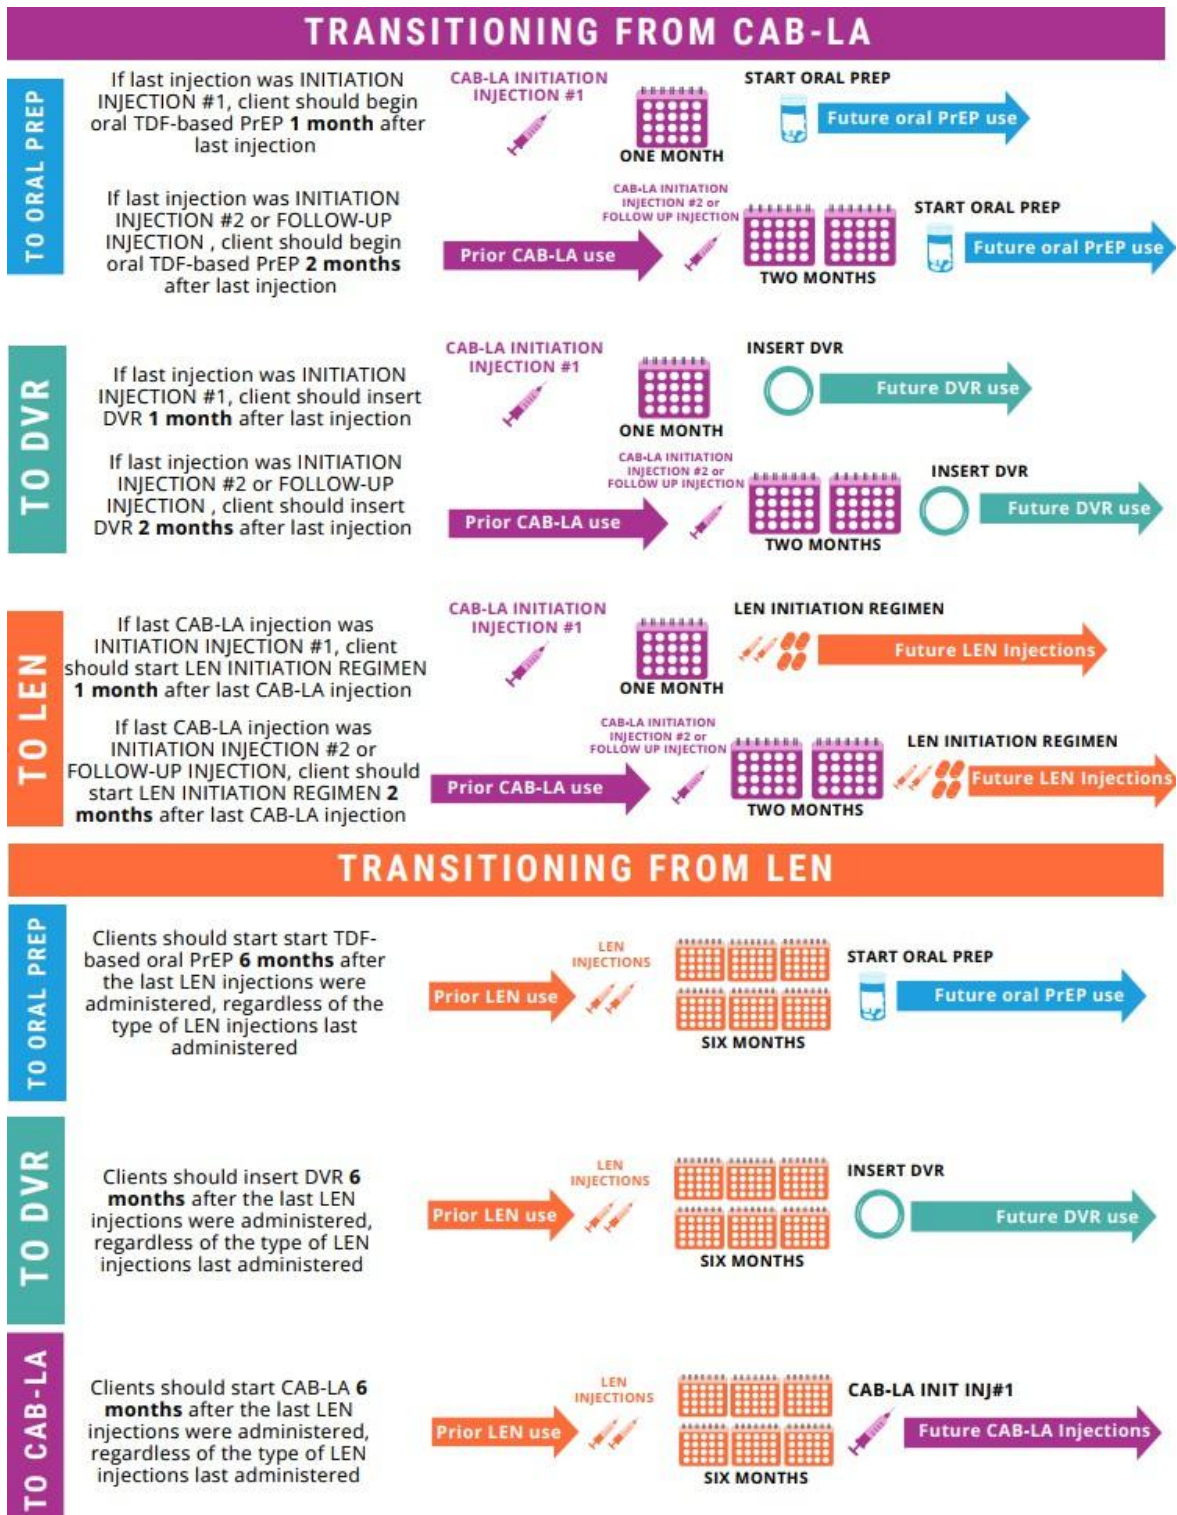 TRANSITIONING FROM CAB-LA
TO ORAL PREP
If last injection was INITIATION
INJECTION #1, client should begin
oral TDF-based PrEP 1 month after
last injection
CAB-LA INITIATION
INJECTION #1
ONE MONTH
START ORAL PREP
Future oral PrEP use
If last injection was INITIATION
INJECTION #2 or FOLLOW-UP
INJECTION , client should begin
oral TDF-based PrEP 2 months
after last injection
Prior CAB-LA use
CAB-LA INITIATION
INJECTION #2 or
FOLLOW UP INJECTION
TWO MONTHS
START ORAL PREP
Future oral PrEP use
TO DVR
If last injection was INITIATION
INJECTION #1, client should insert
DVR 1 month after last injection
CAB-LA INITIATION
INJECTION #1
ONE MONTH
INSERT DVR
Future DVR use
If last injection was INITIATION
INJECTION #2 or FOLLOW-UP
INJECTION , client should insert
DVR 2 months after last injection
Prior CAB-LA use
CAB-LA INITIATION
INJECTION #2 or
FOLLOW UP INJECTION
TWO MONTHS
INSERT DVR
Future DVR use
TO LEN
If last CAB-LA injection was
INITIATION INJECTION #1, client
should start LEN INITIATION REGIMEN
1 month after last CAB-LA injection
CAB-LA INITIATION
INJECTION #1
ONE MONTH
LEN INITIATION REGIMEN
Future LEN Injections
If last CAB-LA injection was
INITIATION INJECTION #2 or
FOLLOW-UP INJECTION, client should
start LEN INITIATION REGIMEN 2
months after last CAB-LA injection
Prior CAB-LA use
CAB-LA INITIATION
INJECTION #2 or
FOLLOW UP INJECTION
TWO MONTHS
LEN INITIATION REGIMEN
Future LEN Injections
TRANSITIONING FROM LEN
TO ORAL PREP
Clients should start start TDF-
based oral PrEP 6 months after
the last LEN injections were
administered, regardless of the
type of LEN injections last
administered
Prior LEN use
LEN
INJECTIONS
SIX MONTHS
START ORAL PREP
Future oral PrEP use
TO DVR
Clients should insert DVR 6
months after the last LEN
injections were administered,
regardless of the type of LEN
injections last administered
Prior LEN use
LEN
INJECTIONS
SIX MONTHS
INSERT DVR
Future DVR use
TO CAB-LA
Clients should start CAB-LA 6
months after the last LEN
injections were administered,
regardless of the type of LEN
injections last administered
Prior LEN use
LEN
INJECTIONS
SIX MONTHS
CAB-LA INIT INJ#1
Future CAB-LA Injections